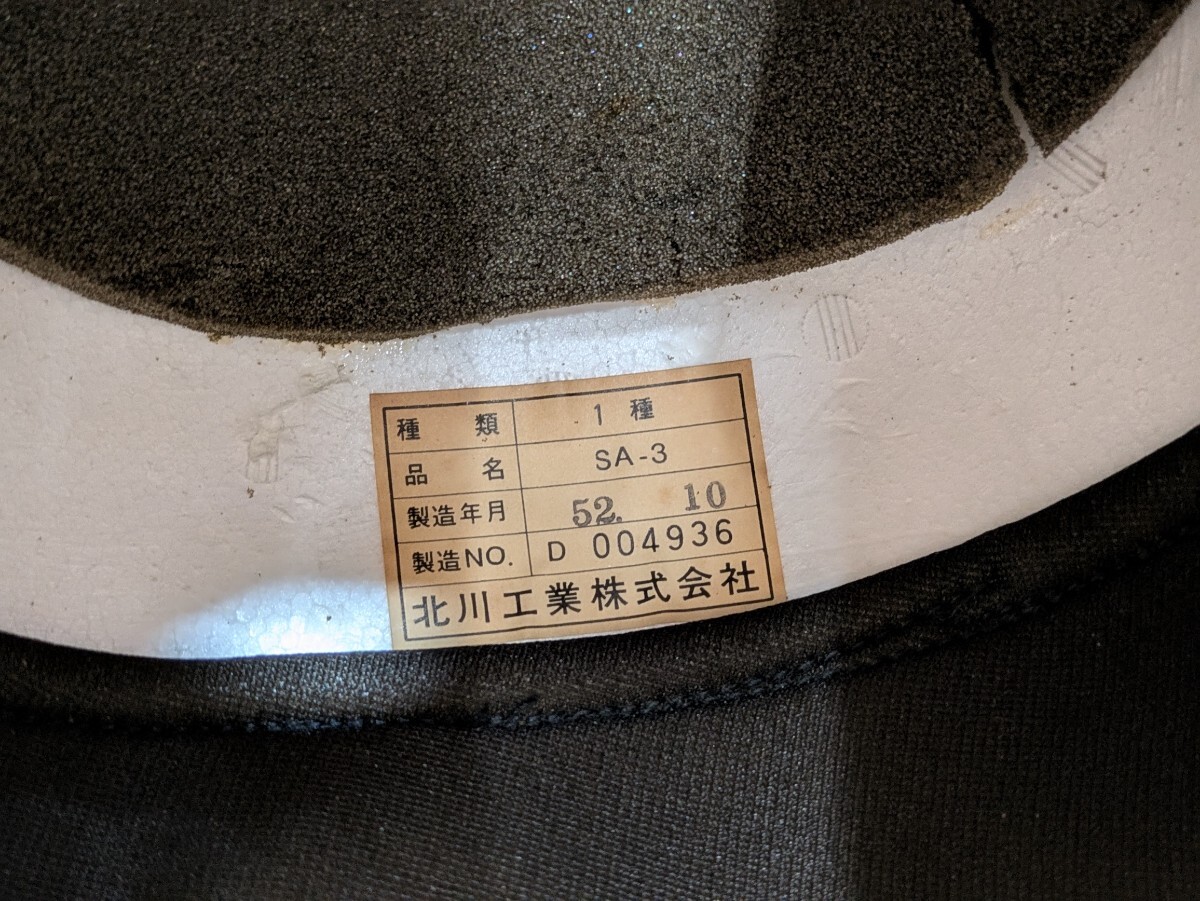 種類 1種
品名 SA-3
製造年月 52. 10
製造NO. D 004936
北川工業株式会社